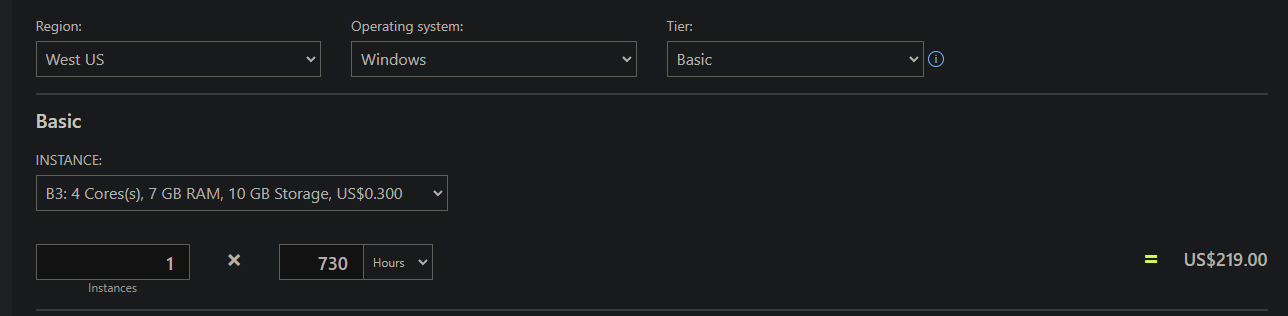 Region: Operating system: Tier:
West US Windows Basic
Basic
INSTANCE:
B3: 4 Cores(s), 7 GB RAM, 10 GB Storage, US$0.300
1 × 730 Hours = US$219.00
Instances